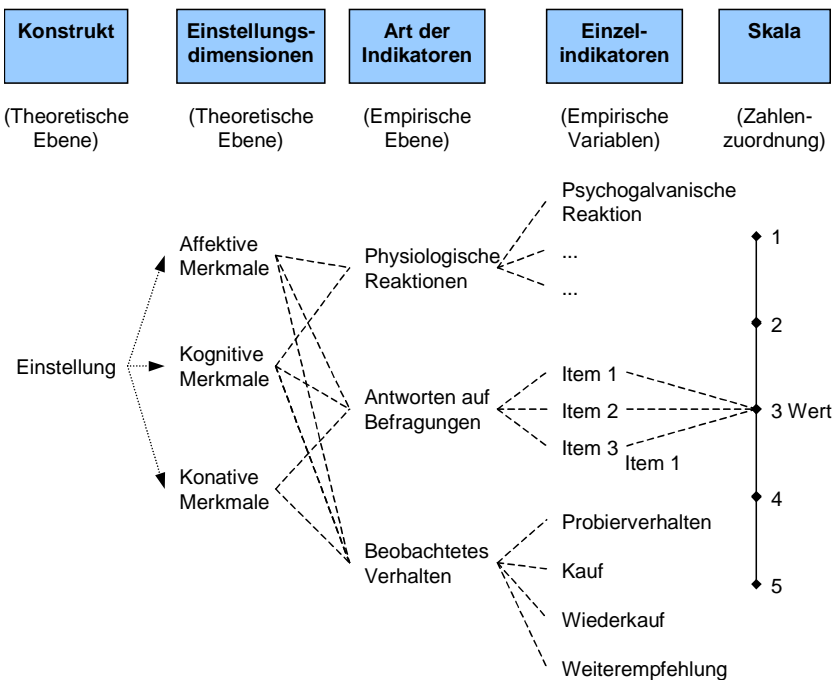 Konstrukt
Einstellungs-
dimensionen
Art der
Indikatoren
Einzel-
indikatoren
Skala
(Theoretische
Ebene)
(Theoretische
Ebene)
(Empirische
Ebene)
(Empirische
Variablen)
(Zahlen-
zuordnung)
Einstellung
Affektive
Merkmale
Kognitive
Merkmale
Konative
Merkmale
Physiologische
Reaktionen
Antworten auf
Befragungen
Beobachtetes
Verhalten
Psychogalvanische
Reaktion
...
...
Item 1
Item 2
Item 3
Item 1
Probierverhalten
Kauf
Wiederkauf
Weiterempfehlung
1
2
3 Wert
4
5